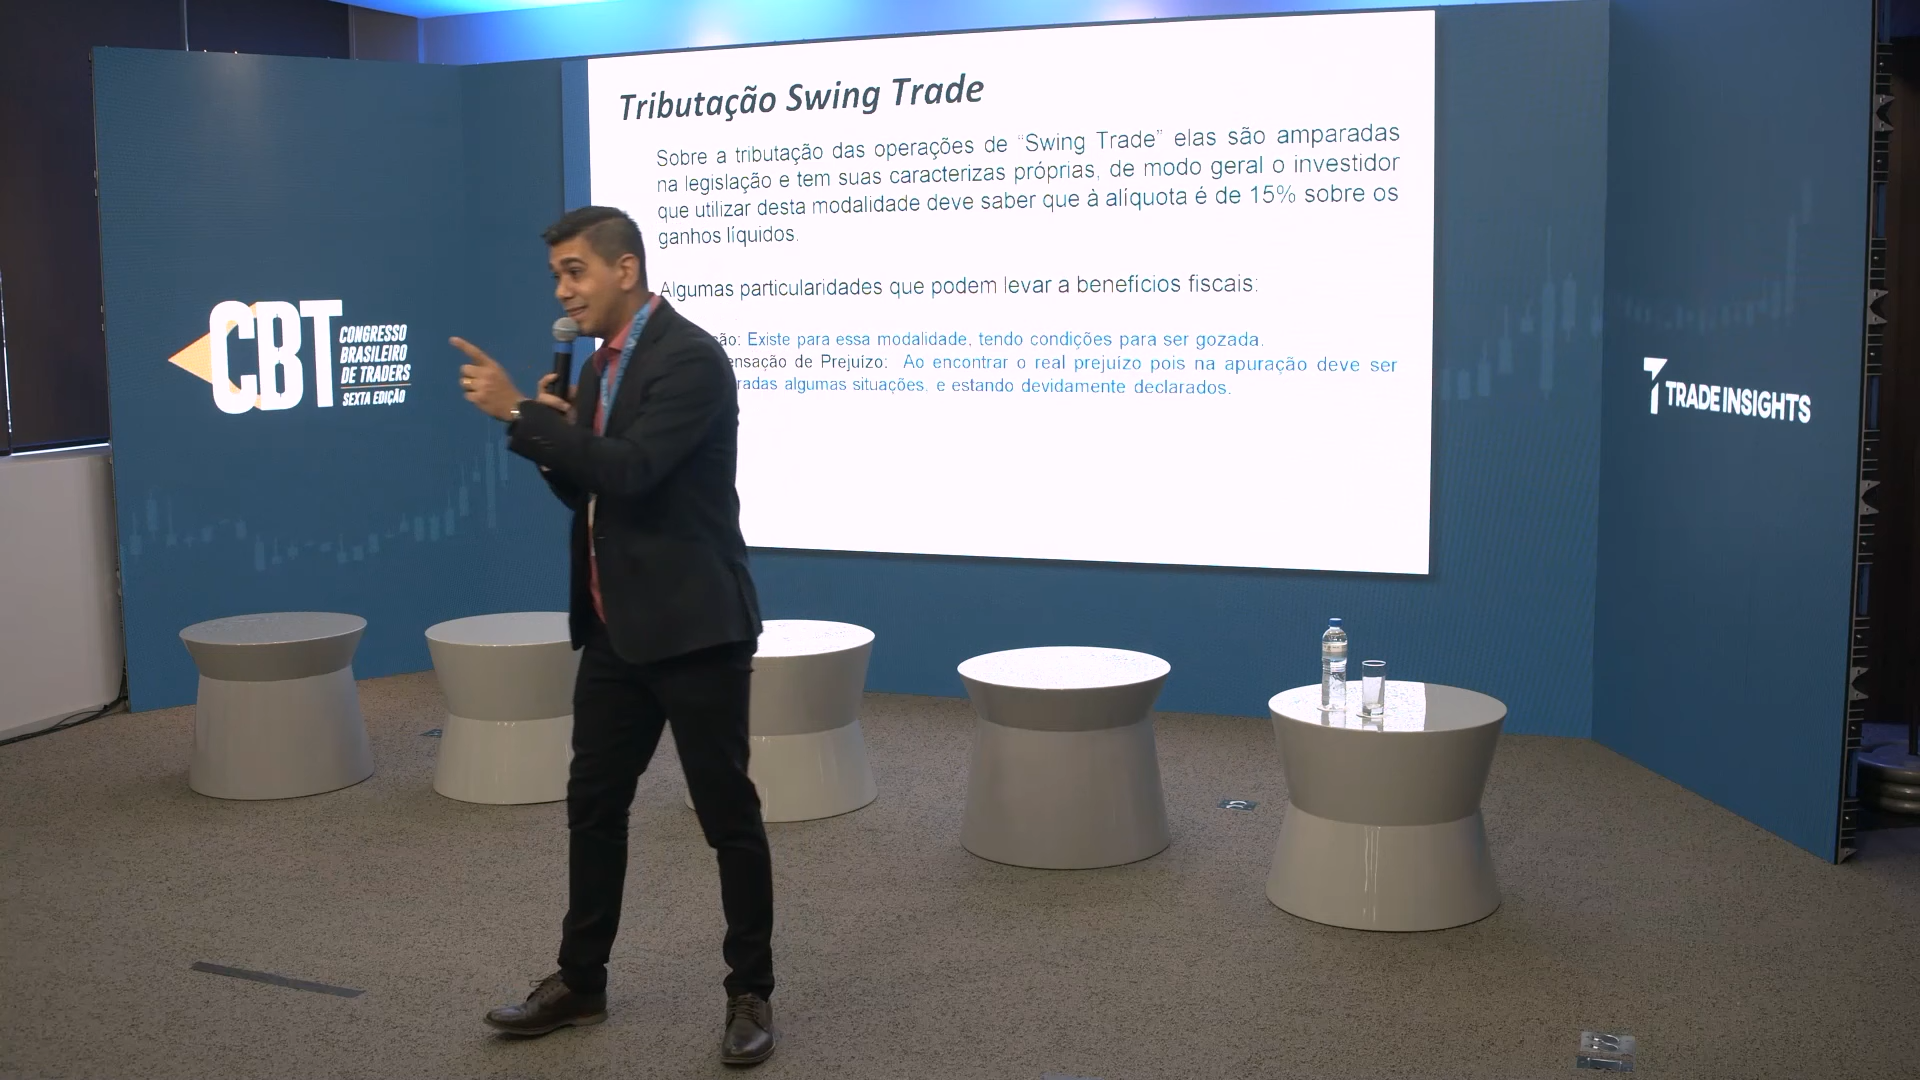 Tributação Swing Trade
Sobre a tributação das operações de “Swing Trade” elas são amparadas
na legislação e tem suas caracterizas próprias, de modo geral o investidor
que utilizar desta modalidade deve saber que à alíquota é de 15% sobre os
ganhos líquidos.
Algumas particularidades que podem levar a benefícios fiscais:
Existe para essa modalidade, tendo condições para ser gozada.
de Prejuízo: Ao encontrar o real prejuízo pois na apuração deve ser
algumas situações, e estando devidamente declarados.
CBT
CONGRESSO
BRASILEIRO
DE TRADERS
SEXTA EDIÇÃO
TRADE INSIGHTS